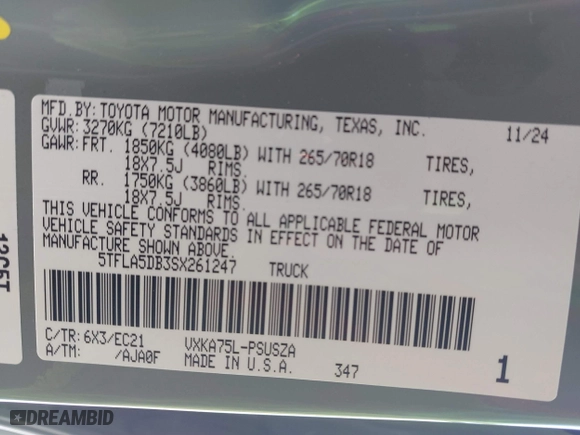 MFD.BY: TOYOTA MOTOR MANUFACTURING, TEXAS, INC. 11/24
GVWR: 3270KG (7210LB)
GAWR: FRT. 1850KG (4080LB) WITH 265/70R18 TIRES,
18X7.5J RIMS.
RR. 1750KG (3860LB) WITH 265/70R18 TIRES,
18X7.5J RIMS.
THIS VEHICLE CONFORMS TO ALL APPLICABLE FEDERAL MOTOR
VEHICLE SAFETY STANDARDS IN EFFECT ON THE DATE OF
MANUFACTURE SHOWN ABOVE.
5TFLA5DB3SX261247 TRUCK
C/TR: 6X3/EC21 VXKA75L-PSUSZA
A/TM: /AJA0F MADE IN U.S.A. 347 1
DREAMBID